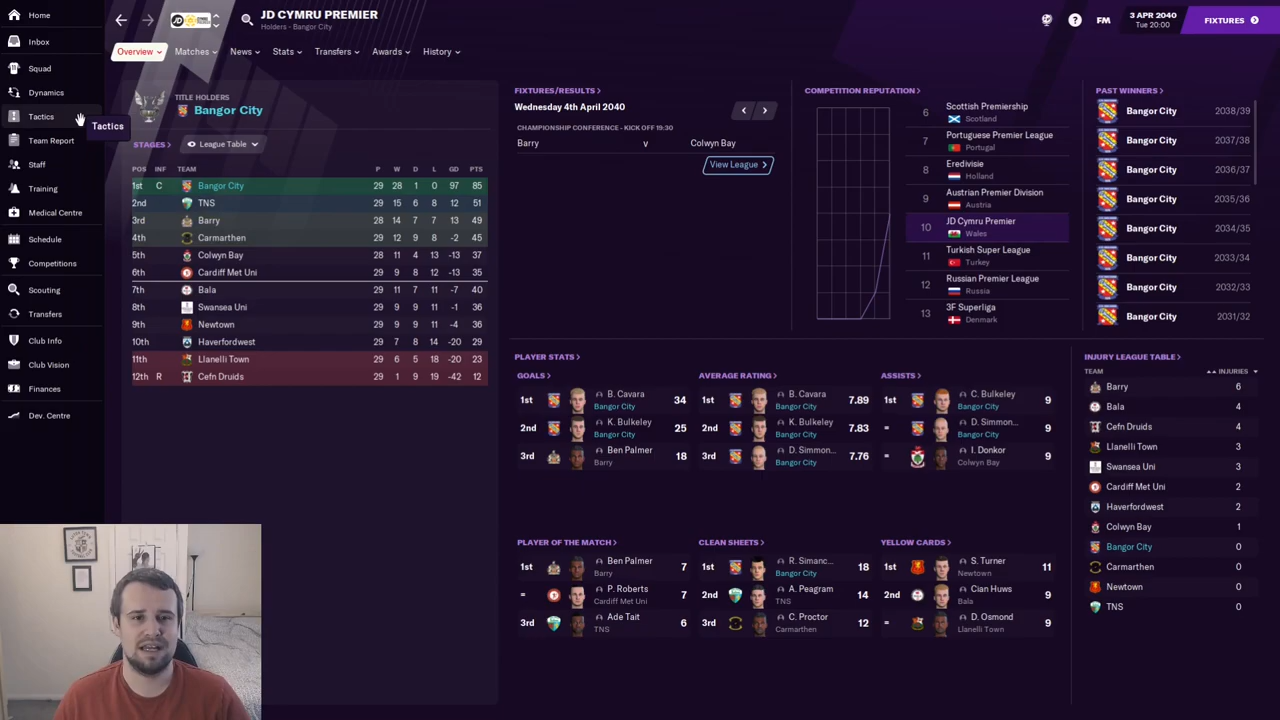 Home
Inbox
Squad
Dynamics
Tactics
Team Report
Staff
Training
Medical Centre
Schedule
Competitions
Scouting
Transfers
Club Info
Club Vision
Finances
Dev. Centre
Tactics
JD
JD CYMRU PREMIER
Holders - Bangor City
FM
3 APR 2040
Tue 20:00
FIXTURES
Overview
Matches
News
Stats
Transfers
Awards
History
TITLE HOLDERS
Bangor City
STAGES
League Table
POS INF TEAM P W D L GD PTS
1st C Bangor City 29 28 1 0 97 85
2nd TNS 29 15 6 8 12 51
3rd Barry 28 14 7 7 13 49
4th Carmarthen 29 12 9 8 -2 45
5th Colwyn Bay 28 11 4 13 -13 37
6th Cardiff Met Uni 29 9 8 12 -13 35
7th Bala 29 11 7 11 -7 40
8th Swansea Uni 29 9 9 11 -1 36
9th Newtown 29 9 9 11 -4 36
10th Haverfordwest 29 7 8 14 -20 29
11th Llanelli Town 29 6 5 18 -20 23
12th R Cefn Druids 29 1 9 19 -42 12
FIXTURES/RESULTS
Wednesday 4th April 2040
CHAMPIONSHIP CONFERENCE - KICK OFF 19:30
Barry v Colwyn Bay
View League
COMPETITION REPUTATION
6 Scottish Premiership
Scotland
7 Portuguese Premier League
Portugal
8 Eredivisie
Holland
9 Austrian Premier Division
Austria
10 JD Cymru Premier
Wales
11 Turkish Super League
Turkey
12 Russian Premier League
Russia
13 3F Superliga
Denmark
PAST WINNERS
Bangor City 2038/39
Bangor City 2037/38
Bangor City 2036/37
Bangor City 2035/36
Bangor City 2034/35
Bangor City 2033/34
Bangor City 2032/33
Bangor City 2031/32
PLAYER STATS
GOALS
1st B. Cavara 34
Bangor City
2nd K. Bulkeley 25
Bangor City
3rd Ben Palmer 18
Barry
AVERAGE RATING
1st B. Cavara 7.89
Bangor City
2nd K. Bulkeley 7.83
Bangor City
3rd D. Simmon... 7.76
Bangor City
ASSISTS
1st C. Bulkeley 9
Bangor City
= D. Simmon... 9
Bangor City
= I. Donkor 9
Colwyn Bay
PLAYER OF THE MATCH
1st Ben Palmer 7
Barry
= P. Roberts 7
Cardiff Met Uni
3rd Ade Tait 6
TNS
CLEAN SHEETS
1st R. Simanc... 18
Bangor City
2nd A. Peagram 14
TNS
3rd C. Proctor 12
Carmarthen
YELLOW CARDS
1st S. Turner 11
Newtown
2nd Cian Huws 9
Bala
= D. Osmond 9
Llanelli Town
INJURY LEAGUE TABLE
TEAM INJURIES
Barry 6
Bala 4
Cefn Druids 4
Llanelli Town 3
Swansea Uni 3
Cardiff Met Uni 2
Haverfordwest 2
Colwyn Bay 1
Bangor City 0
Carmarthen 0
Newtown 0
TNS 0